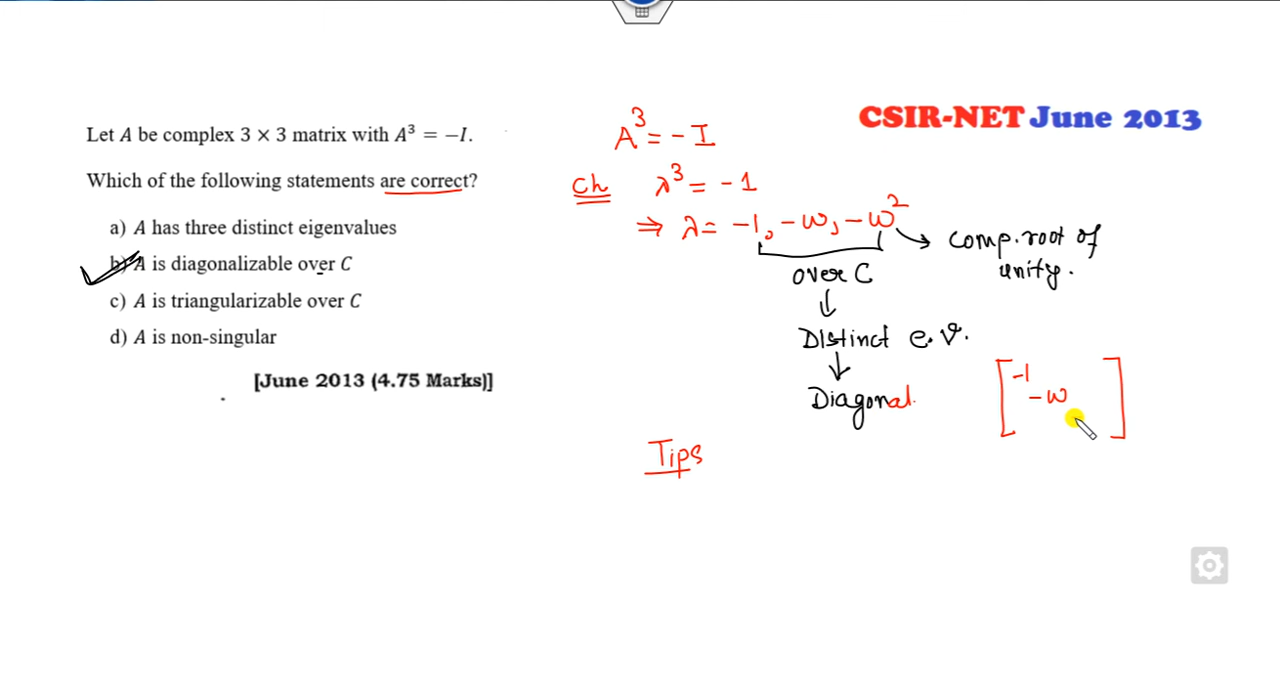 CSIR-NET June 2013
Let A be complex 3 × 3 matrix with A³ = −I.
Which of the following statements are correct?
a) A has three distinct eigenvalues
b) A is diagonalizable over C
c) A is triangularizable over C
d) A is non-singular
[June 2013 (4.75 Marks)]
A³ = - I
Ch λ³ = -1
⇒ λ = -1, -ω, -ω²
→ comp. root of
unity.
over C
⇓
Distinct e.v.
↓
Diagonal.
[-1
-ω ]
Tips